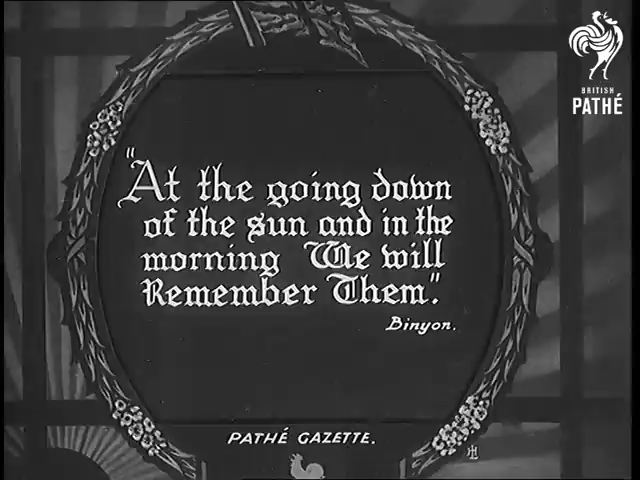 BRITISH
PATHÉ
"At the going down
of the sun and in the
morning We will
Remember Them."
Binyon.
PATHÉ GAZETTE.